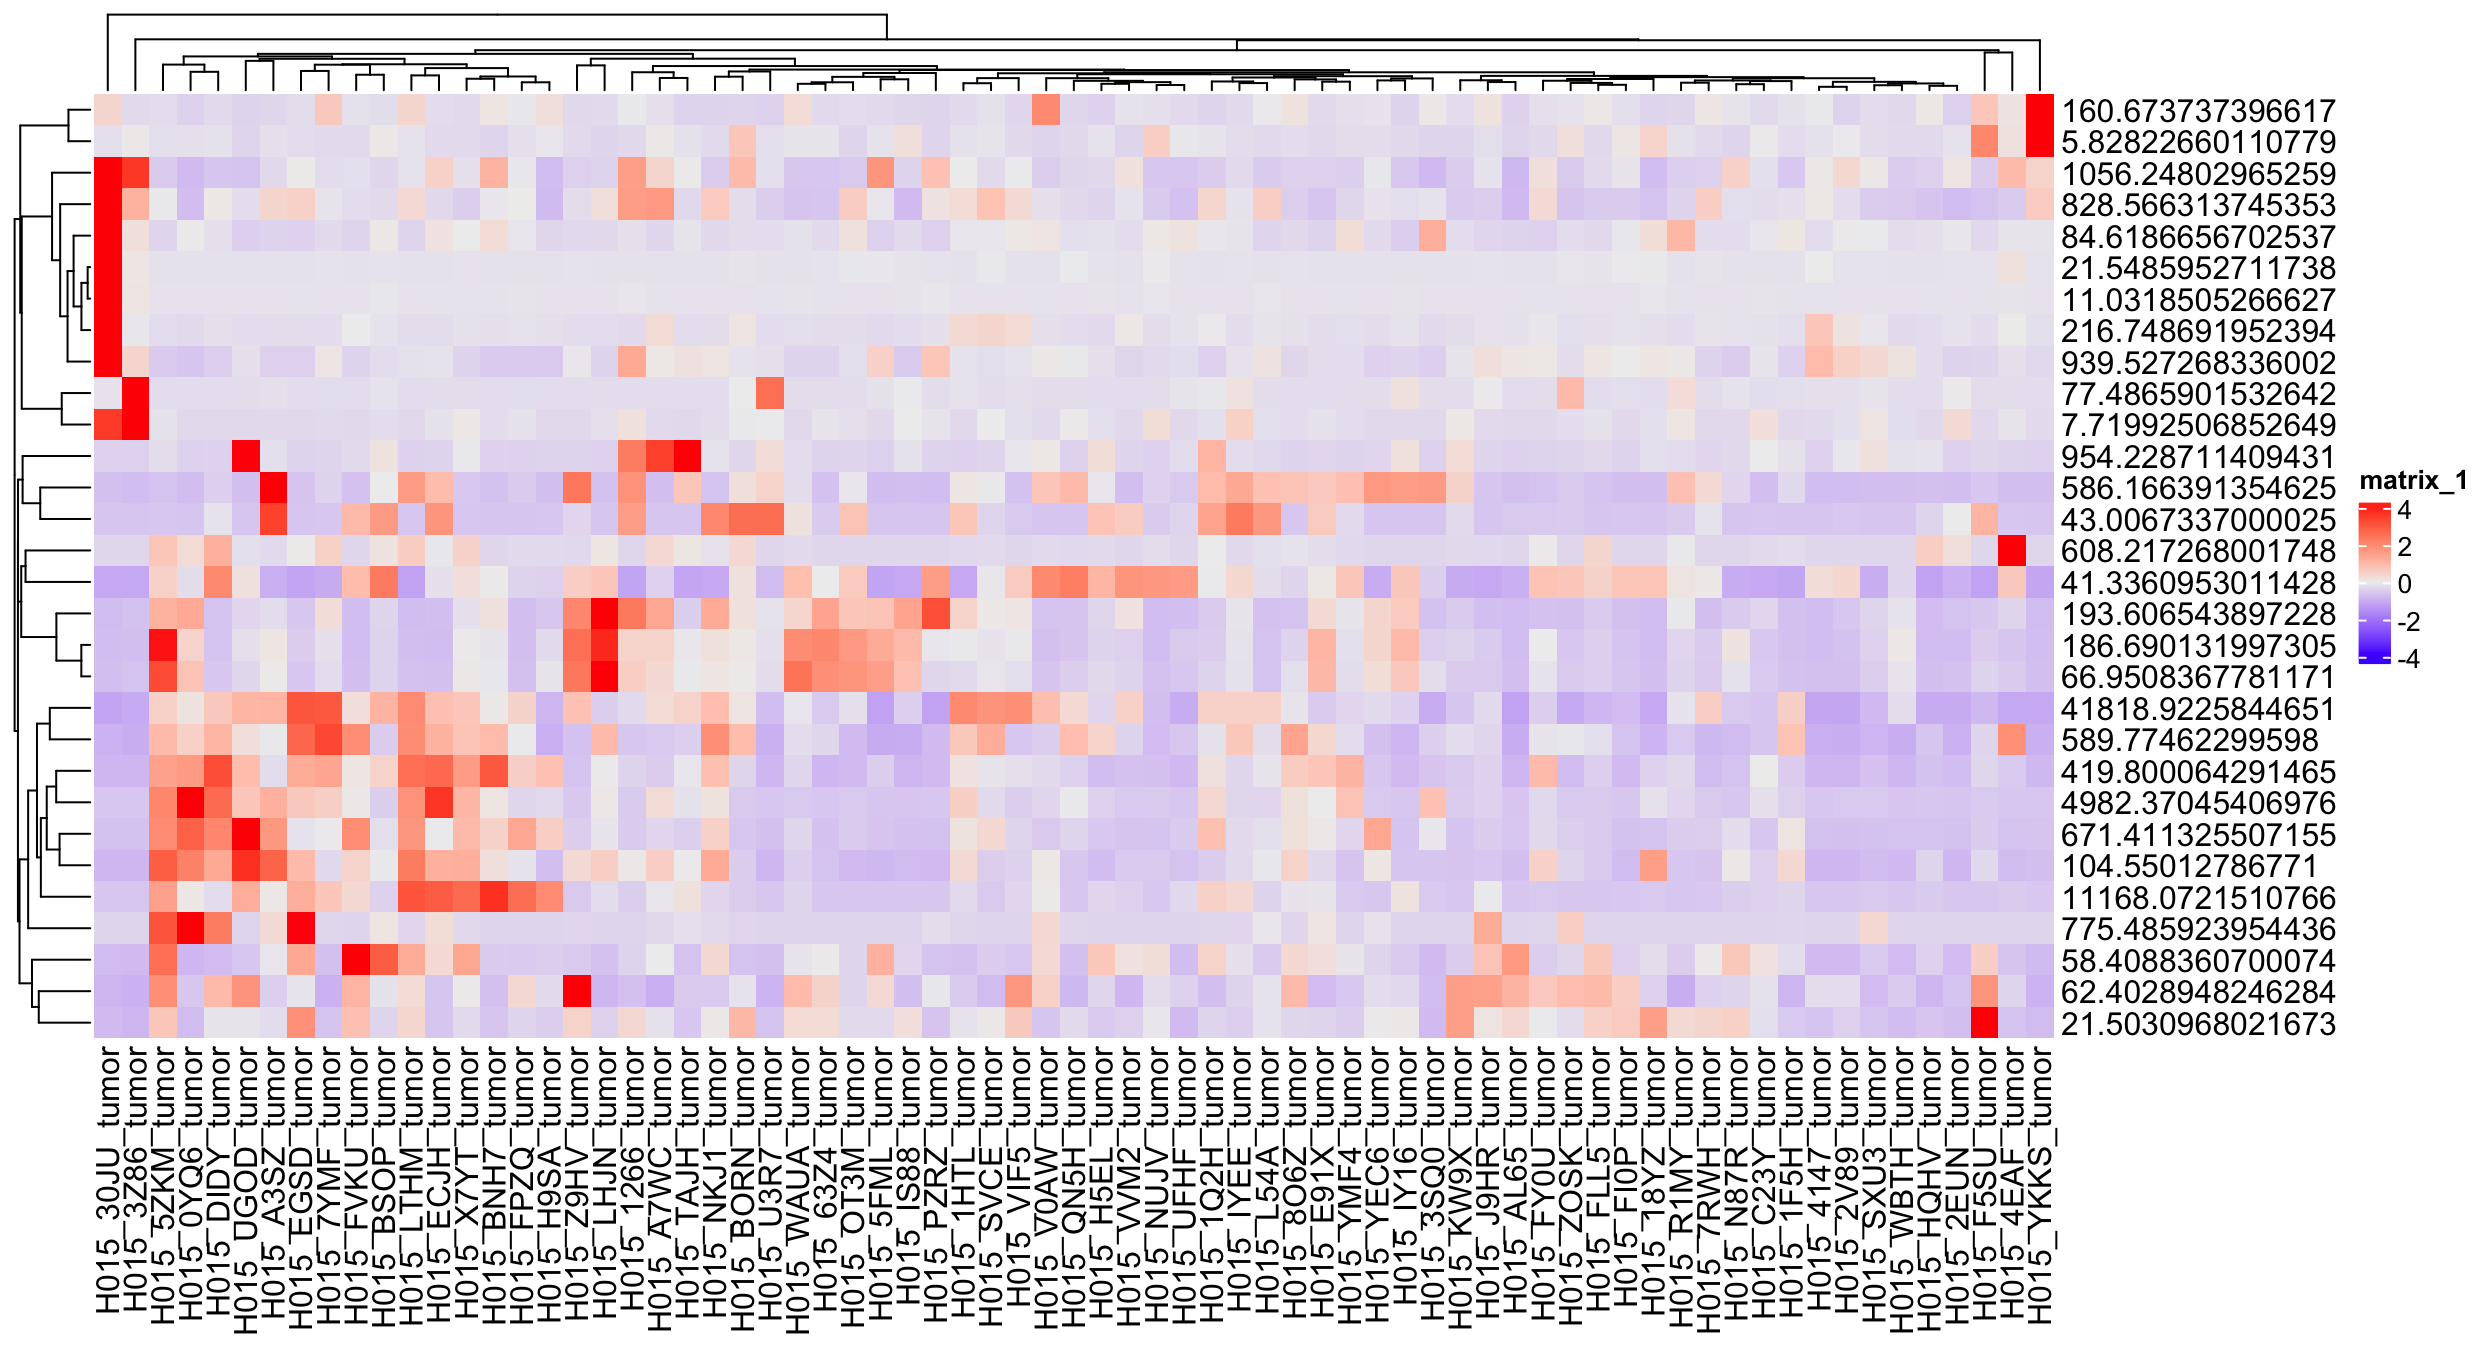 160.673737396617
5.82822660110779
1056.24802965259
828.566313745353
84.6186656702537
21.5485952711738
11.0318505266627
216.748691952394
939.527268336002
77.4865901532642
7.71992506852649
954.228711409431
586.166391354625
43.0067337000025
608.217268001748
41.3360953011428
193.606543897228
186.690131997305
66.9508367781171
41818.9225844651
589.77462299598
419.800064291465
4982.37045406976
671.411325507155
104.55012786771
11168.0721510766
775.485923954436
58.4088360700074
62.4028948246284
21.5030968021673
matrix_1
4
2
0
-2
-4
H015_30JU_tumor
H015_3Z86_tumor
H015_5ZKM_tumor
H015_0YQ6_tumor
H015_DIDY_tumor
H015_UGOD_tumor
H015_A3SZ_tumor
H015_EGSD_tumor
H015_7YMF_tumor
H015_FVKU_tumor
H015_BSOP_tumor
H015_LTHM_tumor
H015_ECJH_tumor
H015_X7YT_tumor
H015_BNH7_tumor
H015_FPZQ_tumor
H015_H9SA_tumor
H015_Z9HV_tumor
H015_LHJN_tumor
H015_1266_tumor
H015_A7WC_tumor
H015_TAJH_tumor
H015_NKJ1_tumor
H015_BORN_tumor
H015_U3R7_tumor
H015_WAUA_tumor
H015_63Z4_tumor
H015_OT3M_tumor
H015_5FML_tumor
H015_IS88_tumor
H015_PZRZ_tumor
H015_1HTL_tumor
H015_SVCE_tumor
H015_VIF5_tumor
H015_V0AW_tumor
H015_QN5H_tumor
H015_H5EL_tumor
H015_VVM2_tumor
H015_NUJV_tumor
H015_UFHF_tumor
H015_1Q2H_tumor
H015_IYEE_tumor
H015_L54A_tumor
H015_8O6Z_tumor
H015_E91X_tumor
H015_YMF4_tumor
H015_YEC6_tumor
H015_IY16_tumor
H015_3SQ0_tumor
H015_KW9X_tumor
H015_J9HR_tumor
H015_AL65_tumor
H015_FY0U_tumor
H015_ZOSK_tumor
H015_FLL5_tumor
H015_FI0P_tumor
H015_18YZ_tumor
H015_R1MY_tumor
H015_7RWH_tumor
H015_N87R_tumor
H015_C23Y_tumor
H015_1F5H_tumor
H015_4147_tumor
H015_2V89_tumor
H015_SXU3_tumor
H015_WBTH_tumor
H015_HQHV_tumor
H015_2EUN_tumor
H015_F5SU_tumor
H015_4EAF_tumor
H015_YKKS_tumor